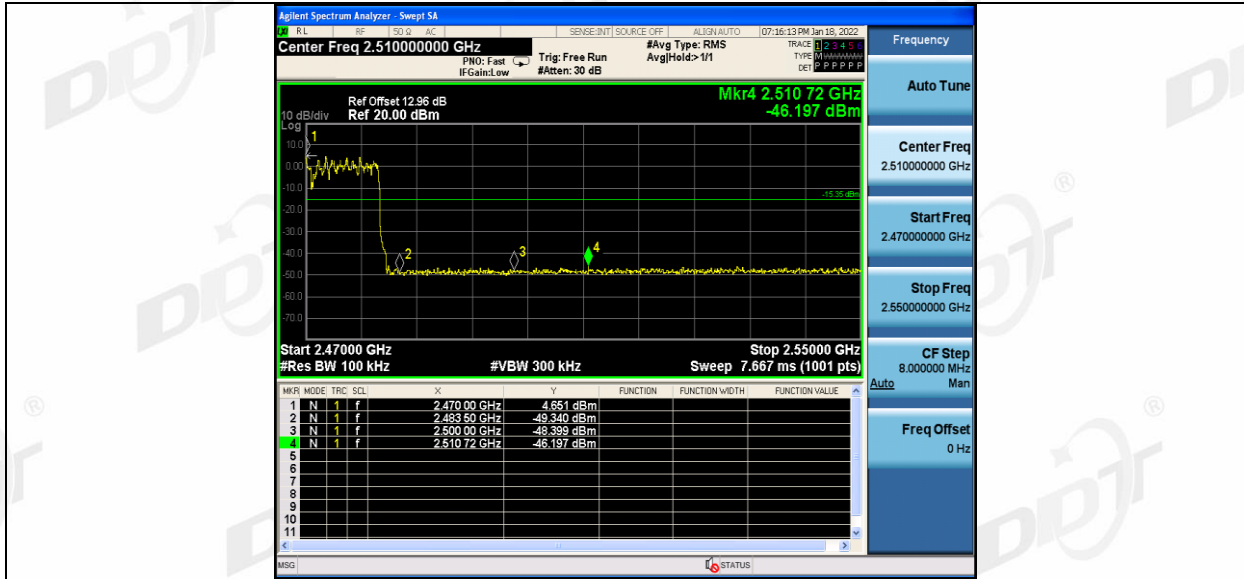 Agilent Spectrum Analyzer - Swept SA
RL RF 50 Ω AC SENSE:INT SOURCE OFF ALIGN AUTO 07:16:13 PM Jan 18, 2022
Center Freq 2.510000000 GHz
PNO: Fast
IFGain:Low
Trig: Free Run
#Atten: 30 dB
#Avg Type: RMS
Avg|Hold:>1/1
TRACE 1 2 3 4 5 6
TYPE M
DET P P P P P P
Frequency
Mkr4 2.510 72 GHz
-46.197 dBm
Ref Offset 12.96 dB
10 dB/div Ref 20.00 dBm
Log
10.0
0.00
-10.0
-20.0
-30.0
-40.0
-50.0
-60.0
-70.0
1
2
3
4
-15.35 dBm
Start 2.47000 GHz Stop 2.55000 GHz
#Res BW 100 kHz #VBW 300 kHz Sweep 7.667 ms (1001 pts)
MKR MODE TRC SCL X Y FUNCTION FUNCTION WIDTH FUNCTION VALUE
1 N 1 f 2.470 00 GHz 4.651 dBm
2 N 1 f 2.483 50 GHz -49.340 dBm
3 N 1 f 2.500 00 GHz -48.399 dBm
4 N 1 f 2.510 72 GHz -46.197 dBm
5
6
7
8
9
10
11
MSG STATUS
Auto Tune
Center Freq
2.510000000 GHz
Start Freq
2.470000000 GHz
Stop Freq
2.550000000 GHz
CF Step
8.000000 MHz
Auto Man
Freq Offset
0 Hz
DDT
®